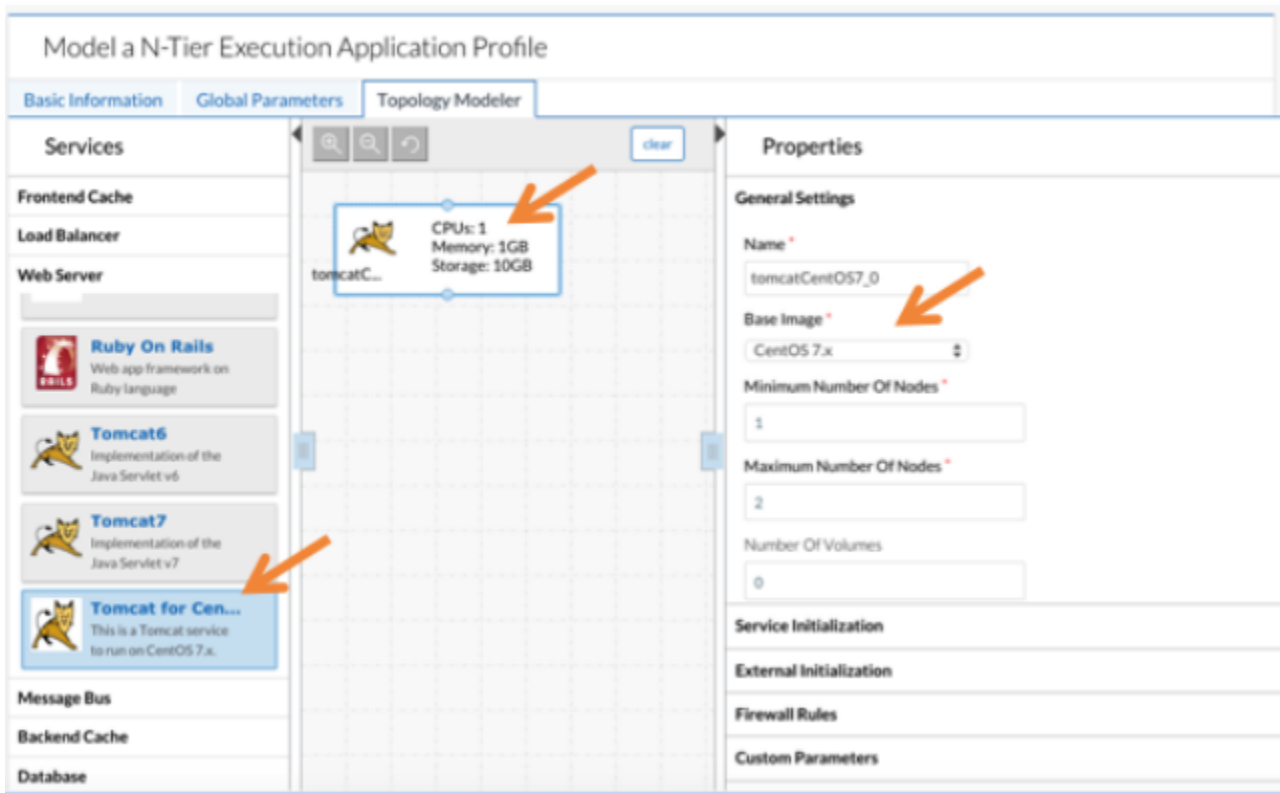 Model a N-Tier Execution Application Profile
Basic Information
Global Parameters
Topology Modeler
Services
Frontend Cache
Load Balancer
Web Server
RAILS
Ruby On Rails
Web app framework on
Ruby language
Tomcat6
Implementation of the
Java Servlet v6
Tomcat7
Implementation of the
Java Servlet v7
Tomcat for Cen...
This is a Tomcat service
to run on CentOS 7.x.
Message Bus
Backend Cache
Database
clear
tomcatC...
CPUs: 1
Memory: 1GB
Storage: 10GB
Properties
General Settings
Name *
tomcatCentOS7_0
Base Image *
CentOS 7.x
Minimum Number Of Nodes *
1
Maximum Number Of Nodes *
2
Number Of Volumes
0
Service Initialization
External Initialization
Firewall Rules
Custom Parameters